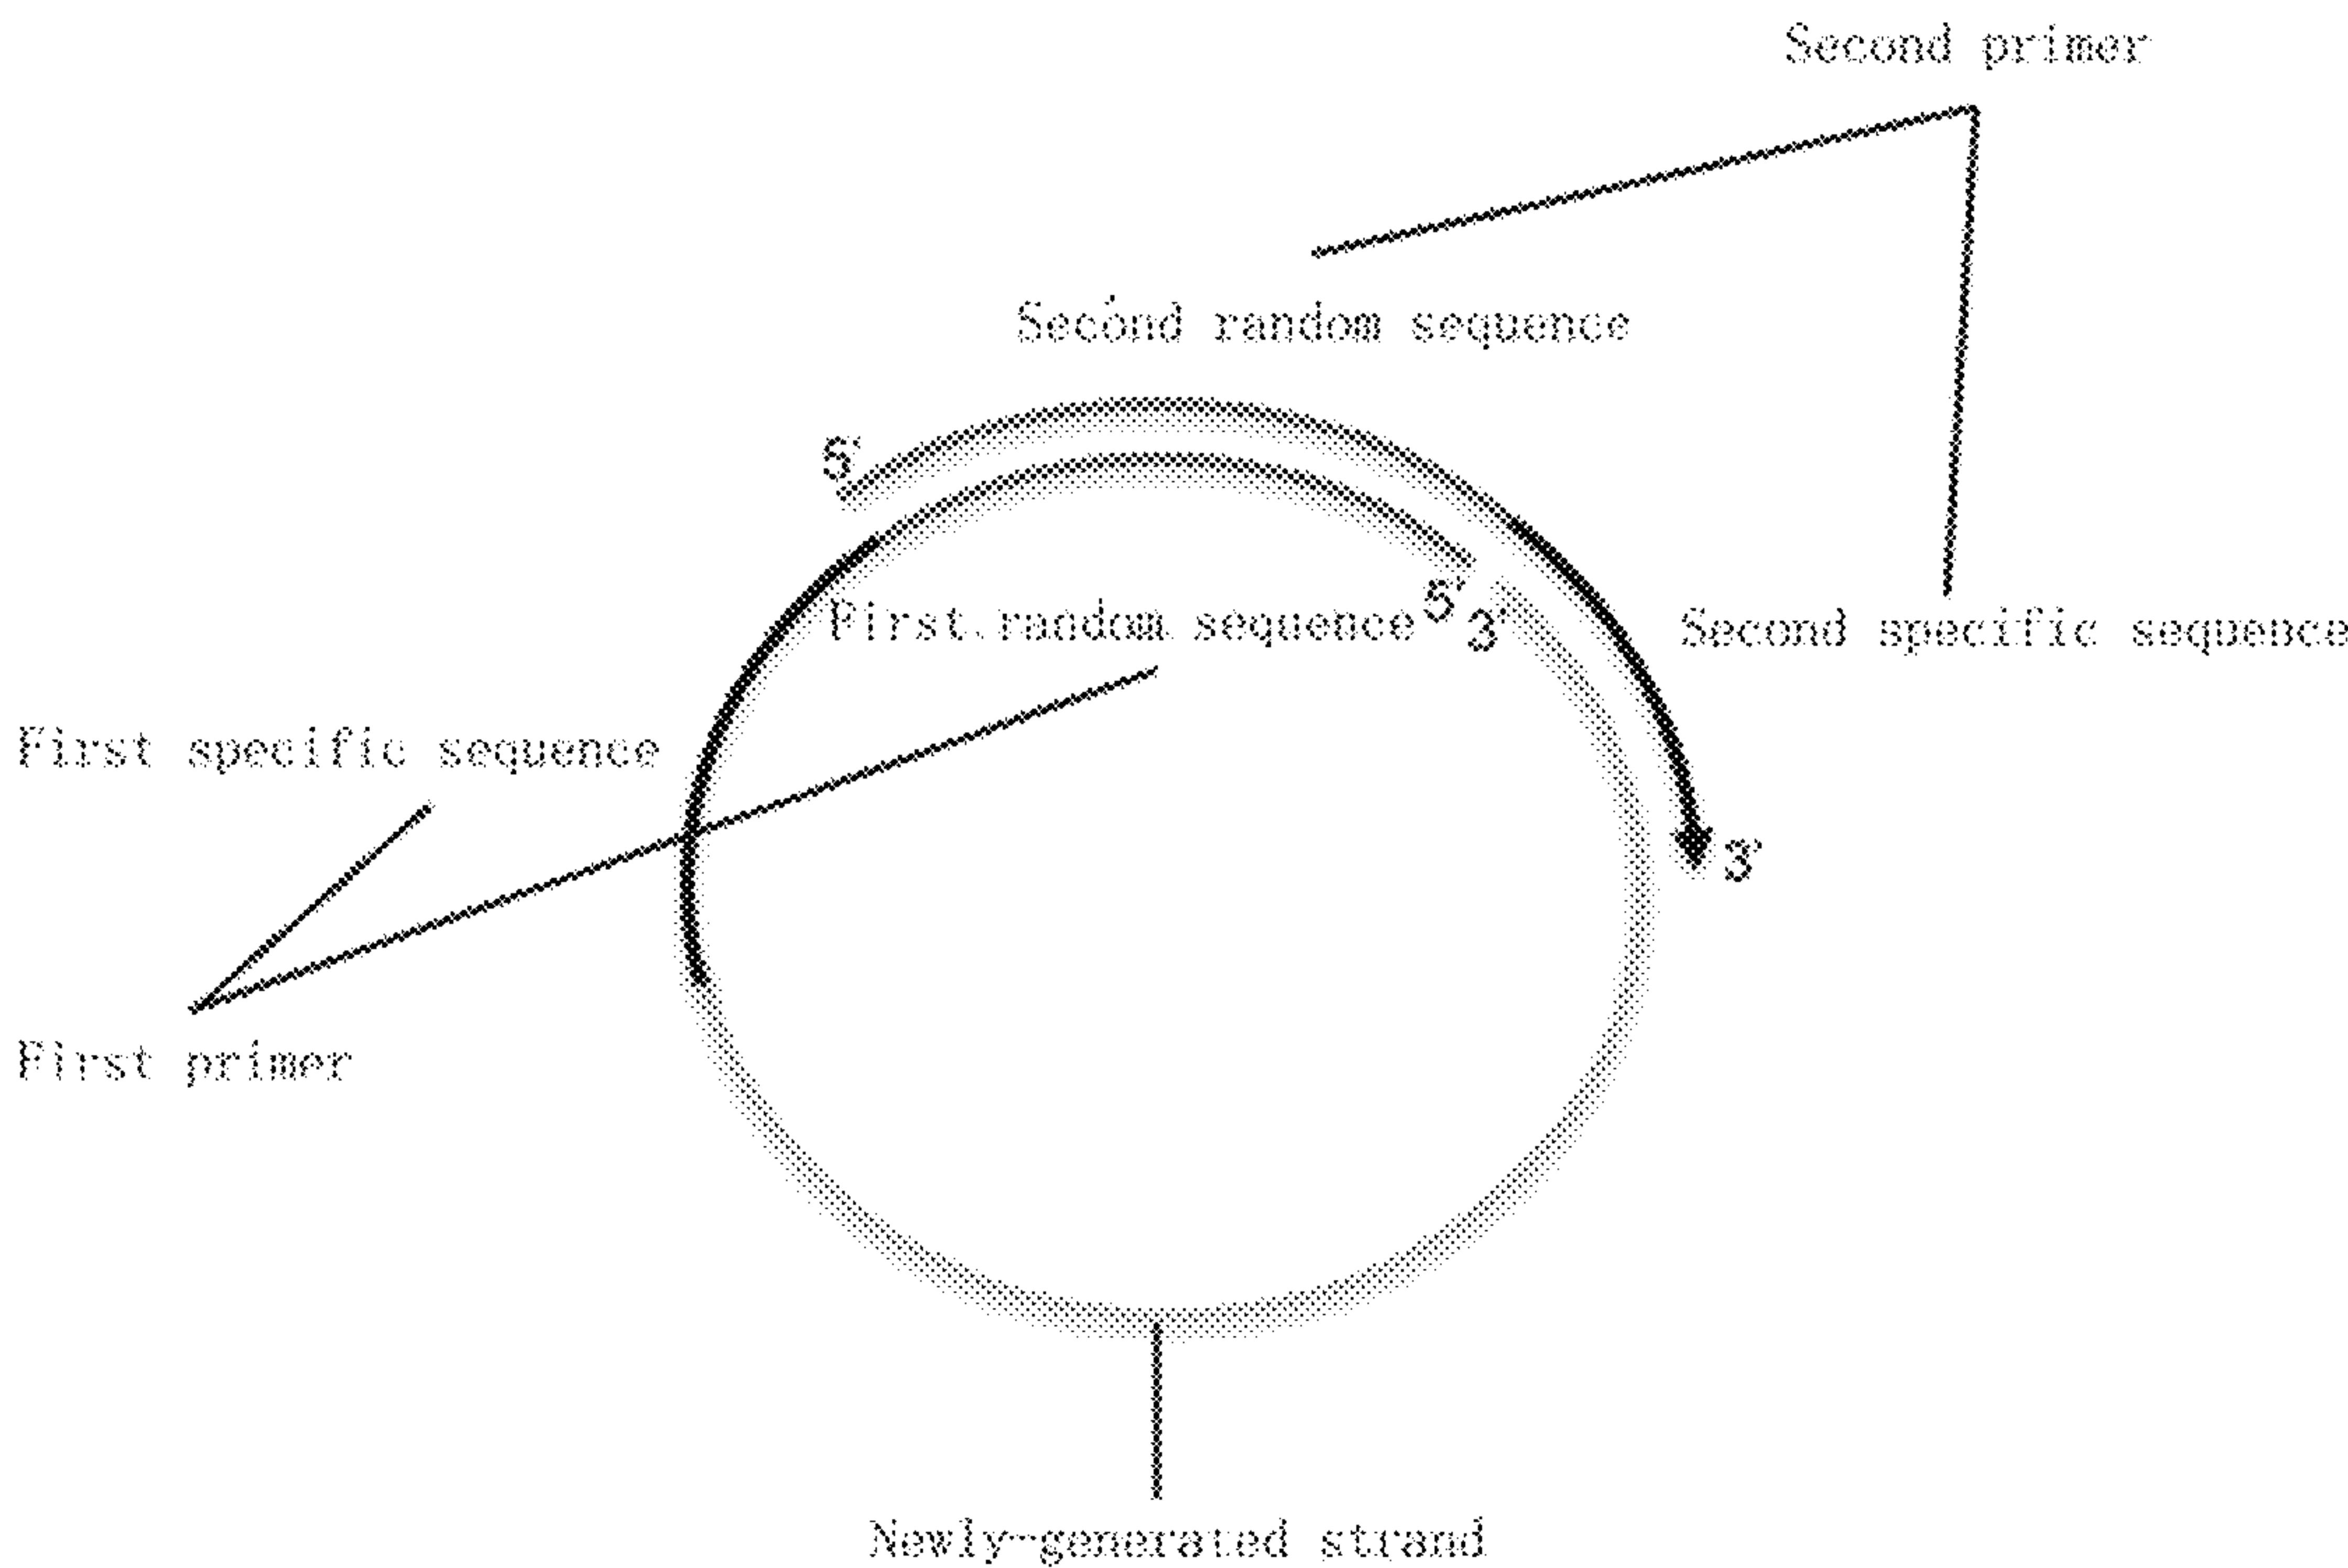 Second primer
Second random sequence
5'
First random sequence
5'
3'
Second specific sequence
First specific sequence
3'
First primer
Newly-generated strand